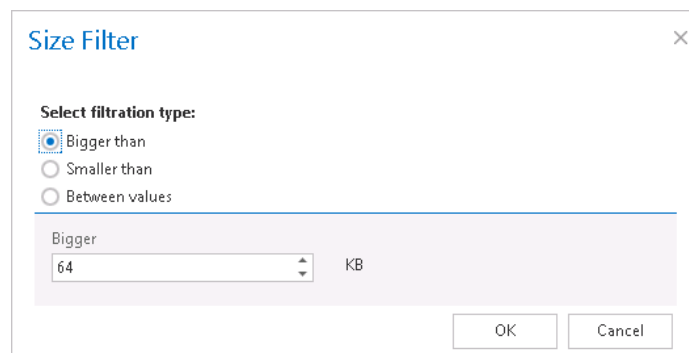 Size Filter
Select filtration type:
Bigger than
Smaller than
Between values
Bigger
64 KB
OK Cancel